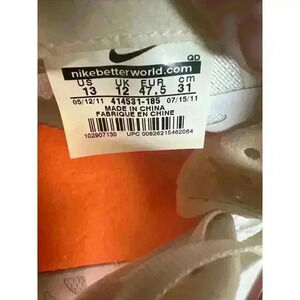 QD
nikebetterworld.com
US UK EUR cm
13 12 47.5 31
05/12/11 414531-185 07/15/11
MADE IN CHINA
FABRIQUE EN CHINE
102907130 UPC 00826215462064